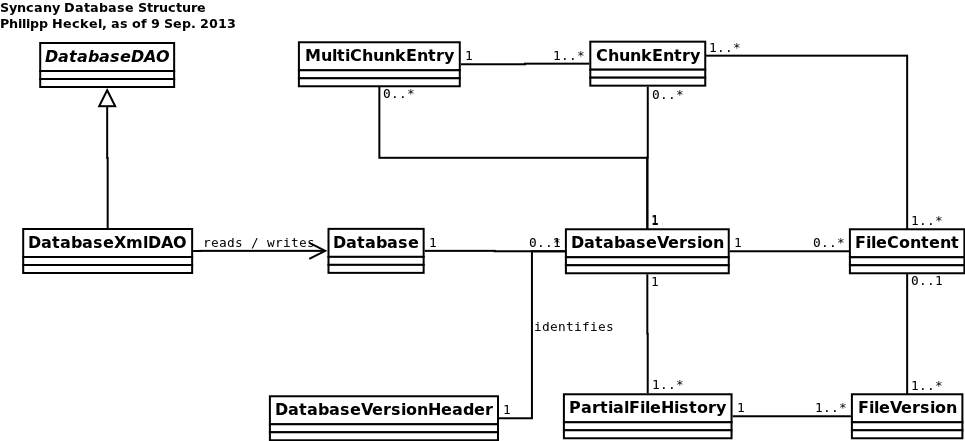 Syncany Database Structure
Philipp Heckel, as of 9 Sep. 2013
DatabaseDAO
MultiChunkEntry
1
1..*
ChunkEntry
1..*
0..*
0..*
1
1..*
DatabaseXmlDAO
reads / writes
Database
1
0..*
1
DatabaseVersion
1
0..*
FileContent
1
0..1
identifies
1..*
1..*
DatabaseVersionHeader
1
PartialFileHistory
1
1..*
FileVersion